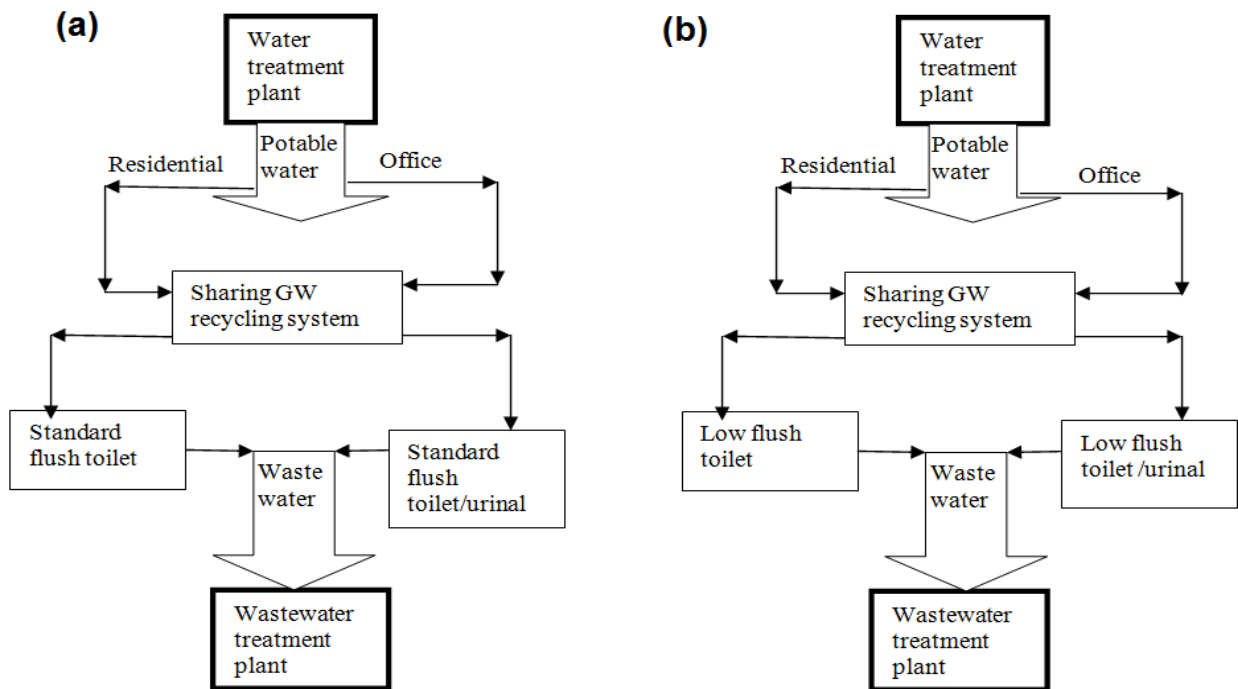 (a)
Water
treatment
plant
Residential
Potable
water
Office
Sharing GW
recycling system
Standard
flush toilet
Waste
water
Standard
flush
toilet/urinal
Wastewater
treatment
plant
(b)
Water
treatment
plant
Residential
Potable
water
Office
Sharing GW
recycling system
Low flush
toilet
Waste
water
Low flush
toilet /urinal
Wastewater
treatment
plant